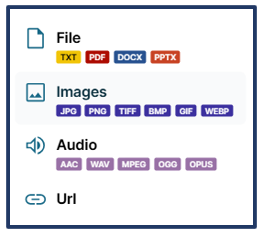 File
TXT PDF DOCX PPTX
Images
JPG PNG TIFF BMP GIF WEBP
Audio
AAC WAV MPEG OGG OPUS
Url